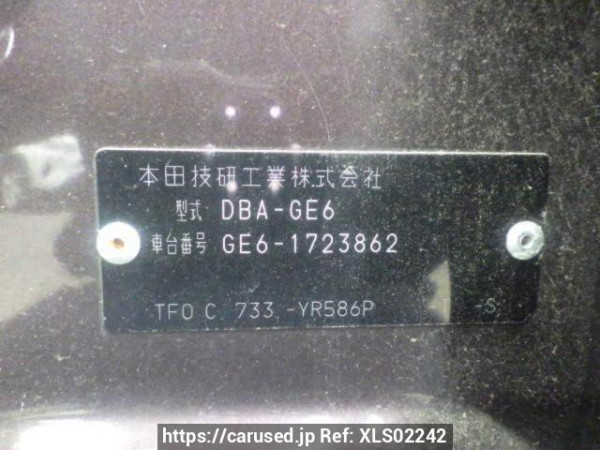 本田技研工業株式会社
型式 DBA-GE6
車台番号 GE6-1723862
TF0 C 733 -YR586P -S
https://carused.jp Ref: XLS02242